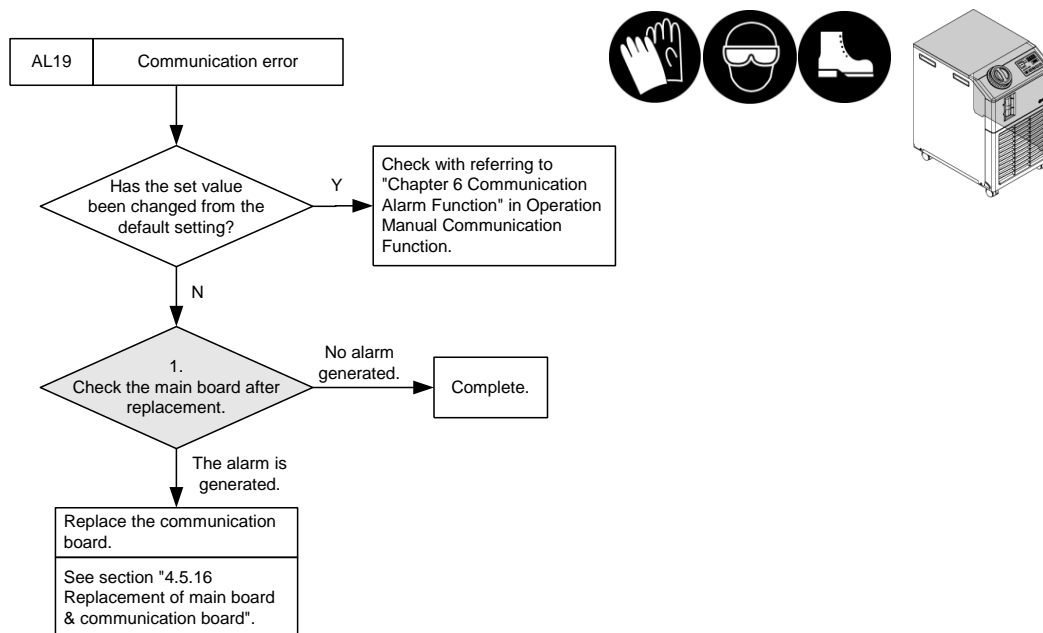 AL19
Communication error
Has the set value
been changed from the
default setting?
Y
Check with referring to
"Chapter 6 Communication
Alarm Function" in Operation
Manual Communication
Function.
N
1.
Check the main board after
replacement.
No alarm
generated.
Complete.
The alarm is
generated.
Replace the communication
board.
See section "4.5.16
Replacement of main board
& communication board".